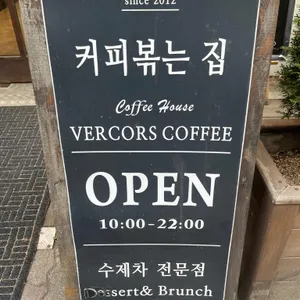 since 2012
커피볶는 집
Coffee House
VERCORS COFFEE
OPEN
10:00-22:00
수제차 전문점
Dessert& Brunch